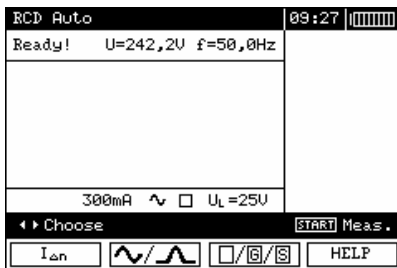 RCD Auto 09:27
Ready! U=242,2V f=50,0Hz
300mA ∿ □ UL=25V
◂▸Choose START Meas.
IΔn ∿/ □/G/S HELP